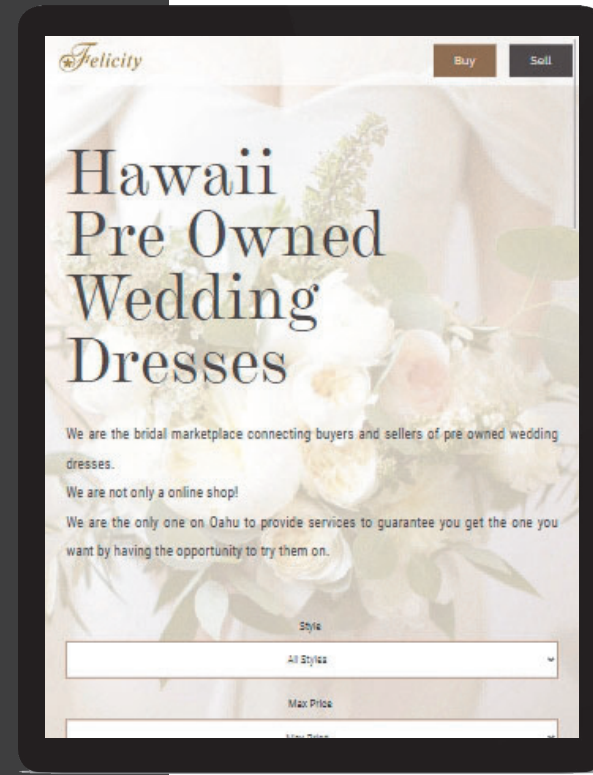 Felicity
Buy
Sell
Hawaii
Pre Owned
Wedding
Dresses
We are the bridal marketplace connecting buyers and sellers of pre owned wedding
dresses.
We are not only a online shop!
We are the only one on Oahu to provide services to guarantee you get the one you
want by having the opportunity to try them on.
Style
All Styles
Max Price
Max Price